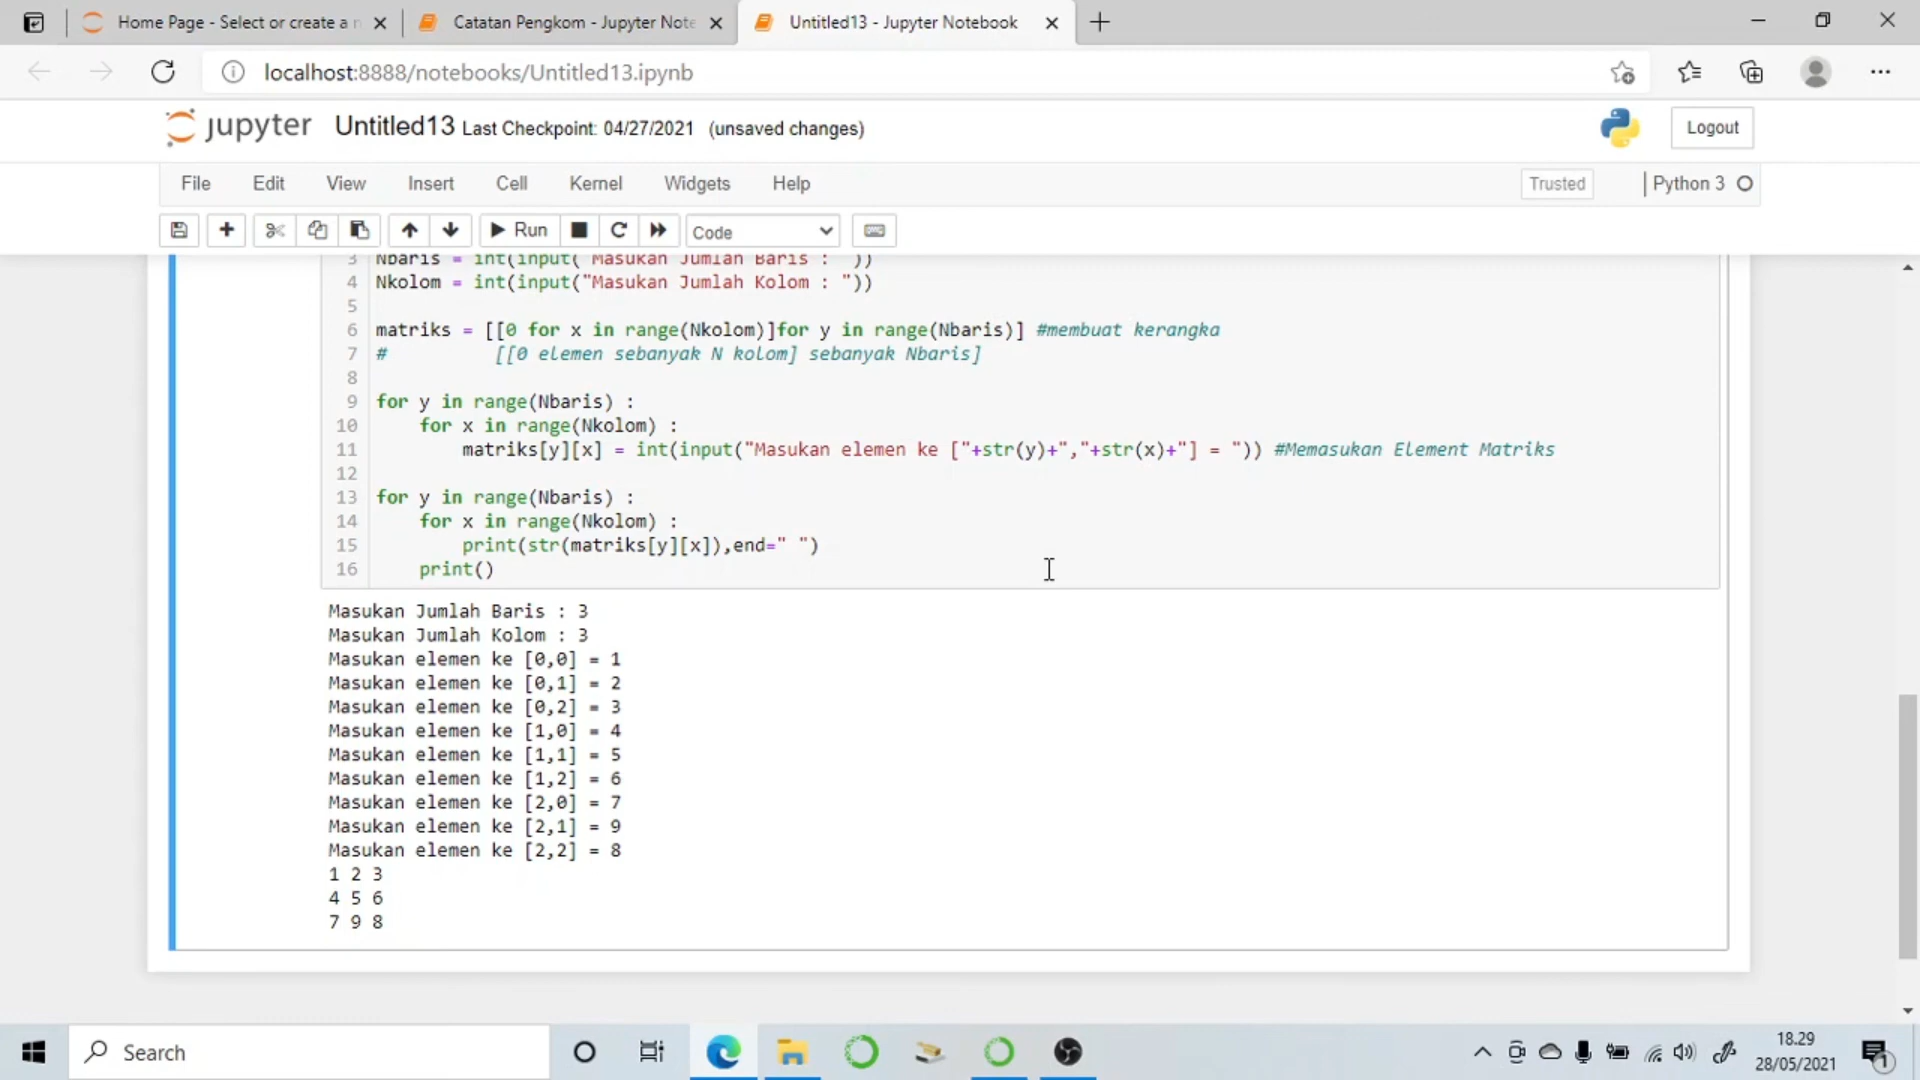 Home Page - Select or create a n
Catatan Pengkom - Jupyter Note
Untitled13 - Jupyter Notebook
localhost:8888/notebooks/Untitled13.ipynb
jupyter Untitled13 Last Checkpoint: 04/27/2021 (unsaved changes)
Logout
File Edit View Insert Cell Kernel Widgets Help
Trusted
Python 3
Run
Code
3 Nbaris = int(input("Masukan Jumlah Baris : "))
4 Nkolom = int(input("Masukan Jumlah Kolom : "))
5
6 matriks = [[0 for x in range(Nkolom)]for y in range(Nbaris)] #membuat kerangka
7 #          [[0 elemen sebanyak N kolom] sebanyak Nbaris]
8
9 for y in range(Nbaris) :
10     for x in range(Nkolom) :
11         matriks[y][x] = int(input("Masukan elemen ke ["+str(y)+","+str(x)+"] = ")) #Memasukan Element Matriks
12
13 for y in range(Nbaris) :
14     for x in range(Nkolom) :
15         print(str(matriks[y][x]),end=" ")
16     print()
Masukan Jumlah Baris : 3
Masukan Jumlah Kolom : 3
Masukan elemen ke [0,0] = 1
Masukan elemen ke [0,1] = 2
Masukan elemen ke [0,2] = 3
Masukan elemen ke [1,0] = 4
Masukan elemen ke [1,1] = 5
Masukan elemen ke [1,2] = 6
Masukan elemen ke [2,0] = 7
Masukan elemen ke [2,1] = 9
Masukan elemen ke [2,2] = 8
1 2 3
4 5 6
7 9 8
Search
18.29
28/05/2021
1